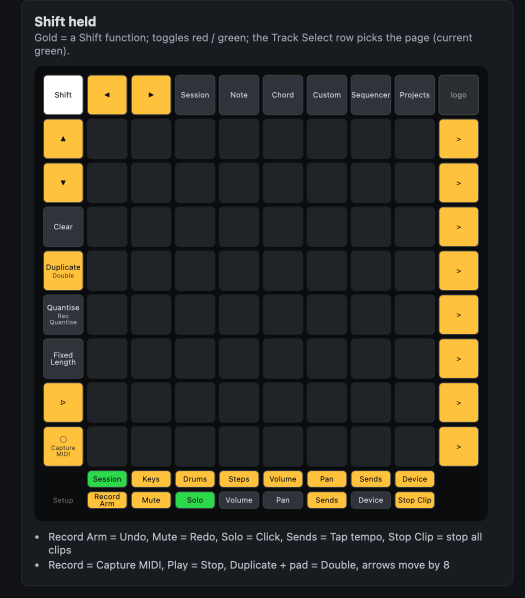 Shift held
Gold = a Shift function; toggles red / green; the Track Select row picks the page (current
green).
Shift ◄ ► Session Note Chord Custom Sequencer Projects logo
▲ >
▼ >
Clear >
Duplicate
Double
>
Quantise
Rec
Quantise
>
Fixed
Length
>
▷ >
○
Capture
MIDI
>
Session Keys Drums Steps Volume Pan Sends Device
Setup Record
Arm
Mute Solo Volume Pan Sends Device Stop Clip
• Record Arm = Undo, Mute = Redo, Solo = Click, Sends = Tap tempo, Stop Clip = stop all
clips
• Record = Capture MIDI, Play = Stop, Duplicate + pad = Double, arrows move by 8